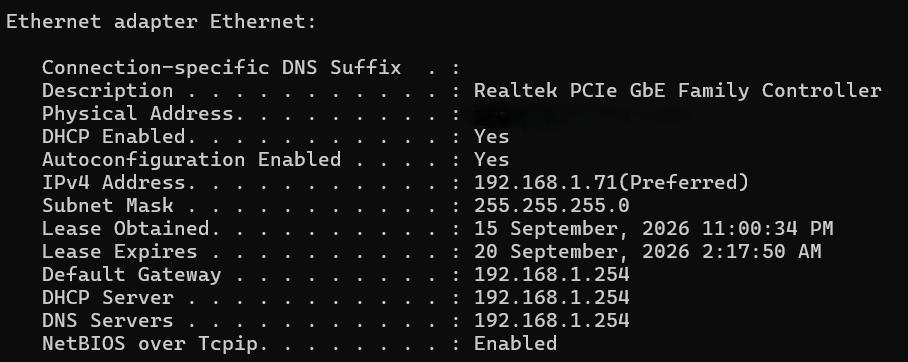 Ethernet adapter Ethernet:
Connection-specific DNS Suffix  . :
Description . . . . . . . . . . . : Realtek PCIe GbE Family Controller
Physical Address. . . . . . . . . :
DHCP Enabled. . . . . . . . . . . : Yes
Autoconfiguration Enabled . . . . : Yes
IPv4 Address. . . . . . . . . . . : 192.168.1.71(Preferred)
Subnet Mask . . . . . . . . . . . : 255.255.255.0
Lease Obtained. . . . . . . . . . : 15 September, 2026 11:00:34 PM
Lease Expires . . . . . . . . . . : 20 September, 2026 2:17:50 AM
Default Gateway . . . . . . . . . : 192.168.1.254
DHCP Server . . . . . . . . . . . : 192.168.1.254
DNS Servers . . . . . . . . . . . : 192.168.1.254
NetBIOS over Tcpip. . . . . . . . : Enabled